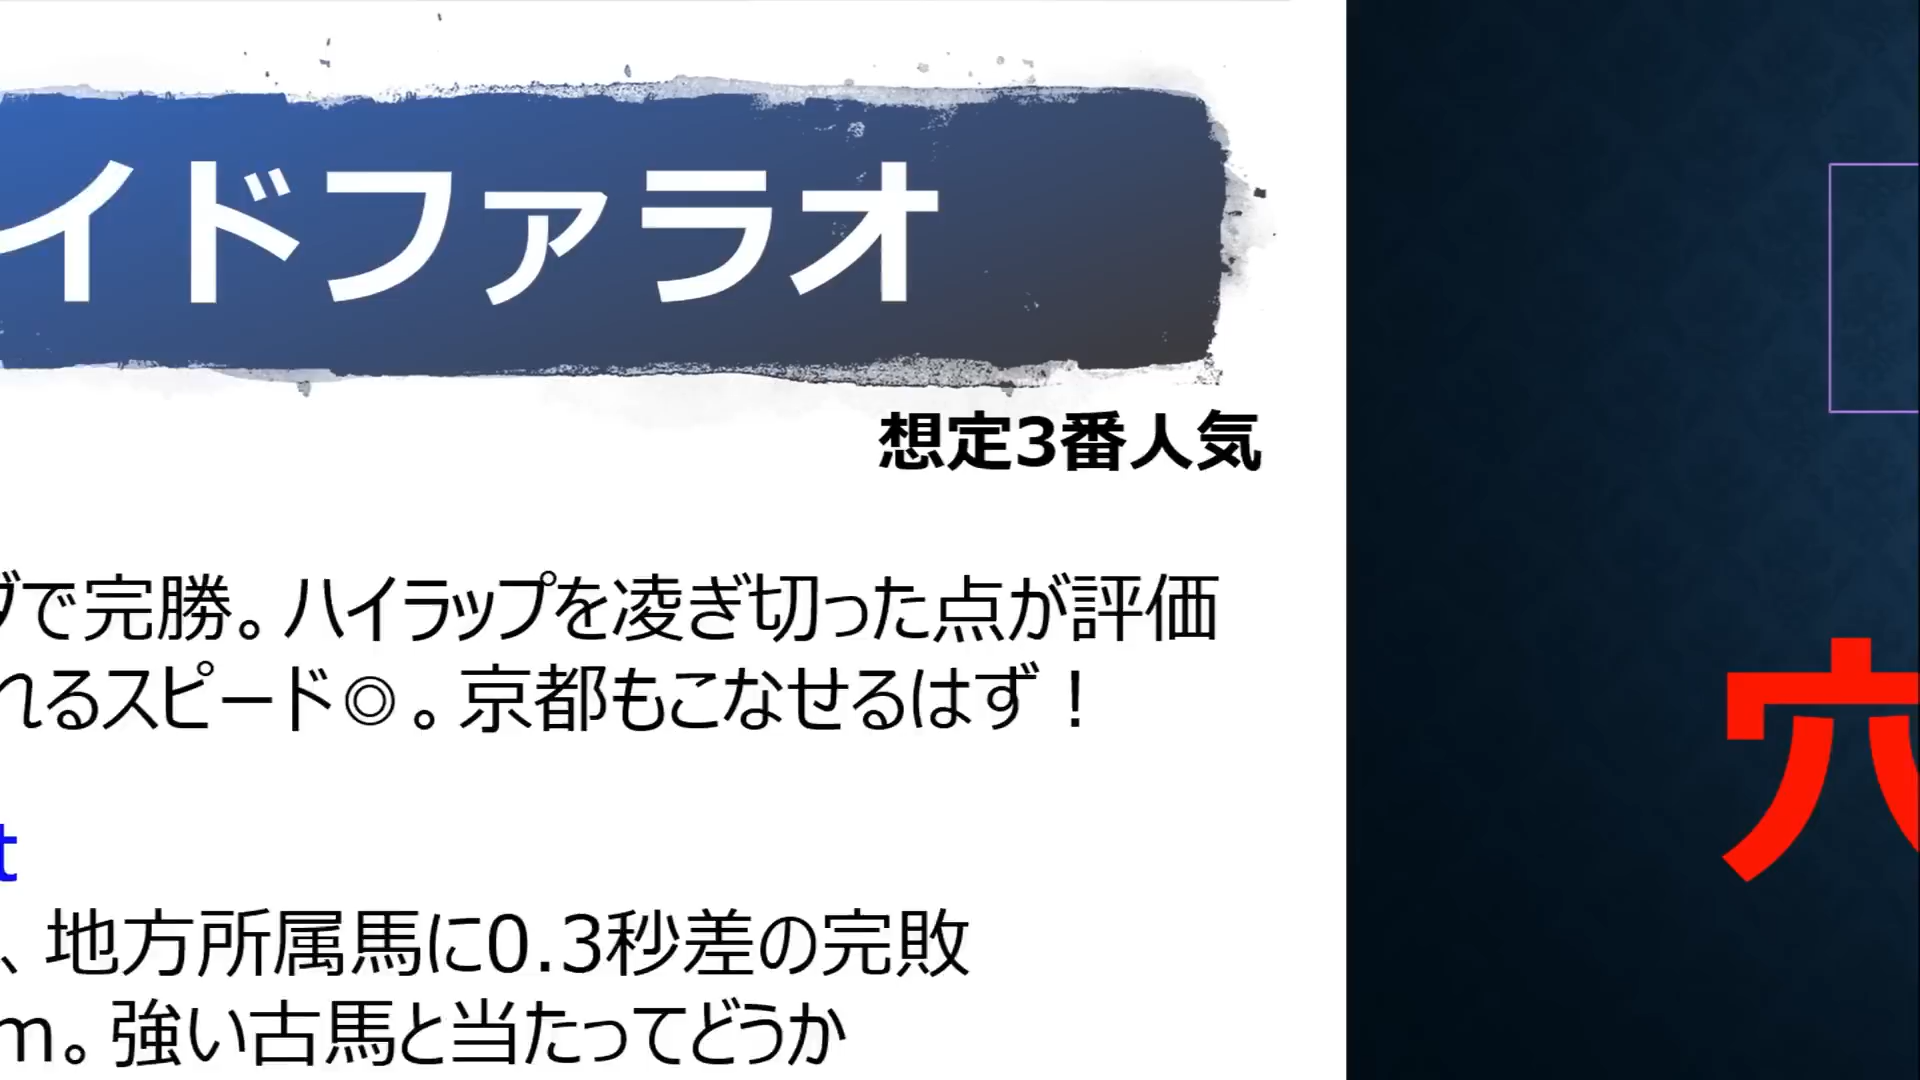 イドファラオ
想定3番人気
で完勝。ハイラップを凌ぎ切った点が評価
れるスピード◎。京都もこなせるはず！
t
、地方所属馬に0.3秒差の完敗
m。強い古馬と当たってどうか
穴